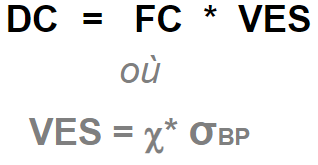 DC = FC * VES
où
VES = χ* σBP